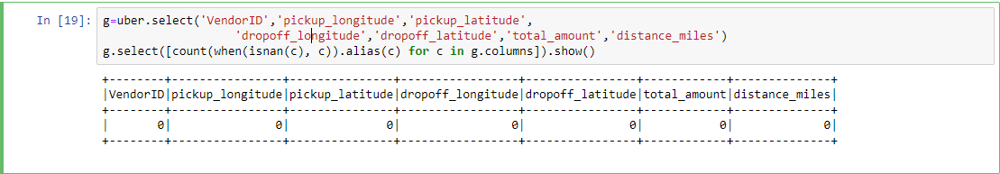 In [19]: g=uber.select('VendorID','pickup_longitude','pickup_latitude',
'dropoff_longitude','dropoff_latitude','total_amount','distance_miles')
g.select([count(when(isnan(c), c)).alias(c) for c in g.columns]).show()
+--------+----------------+---------------+-----------------+----------------+------------+--------------+
|VendorID|pickup_longitude|pickup_latitude|dropoff_longitude|dropoff_latitude|total_amount|distance_miles|
+--------+----------------+---------------+-----------------+----------------+------------+--------------+
|       0|               0|              0|                0|               0|           0|             0|
+--------+----------------+---------------+-----------------+----------------+------------+--------------+